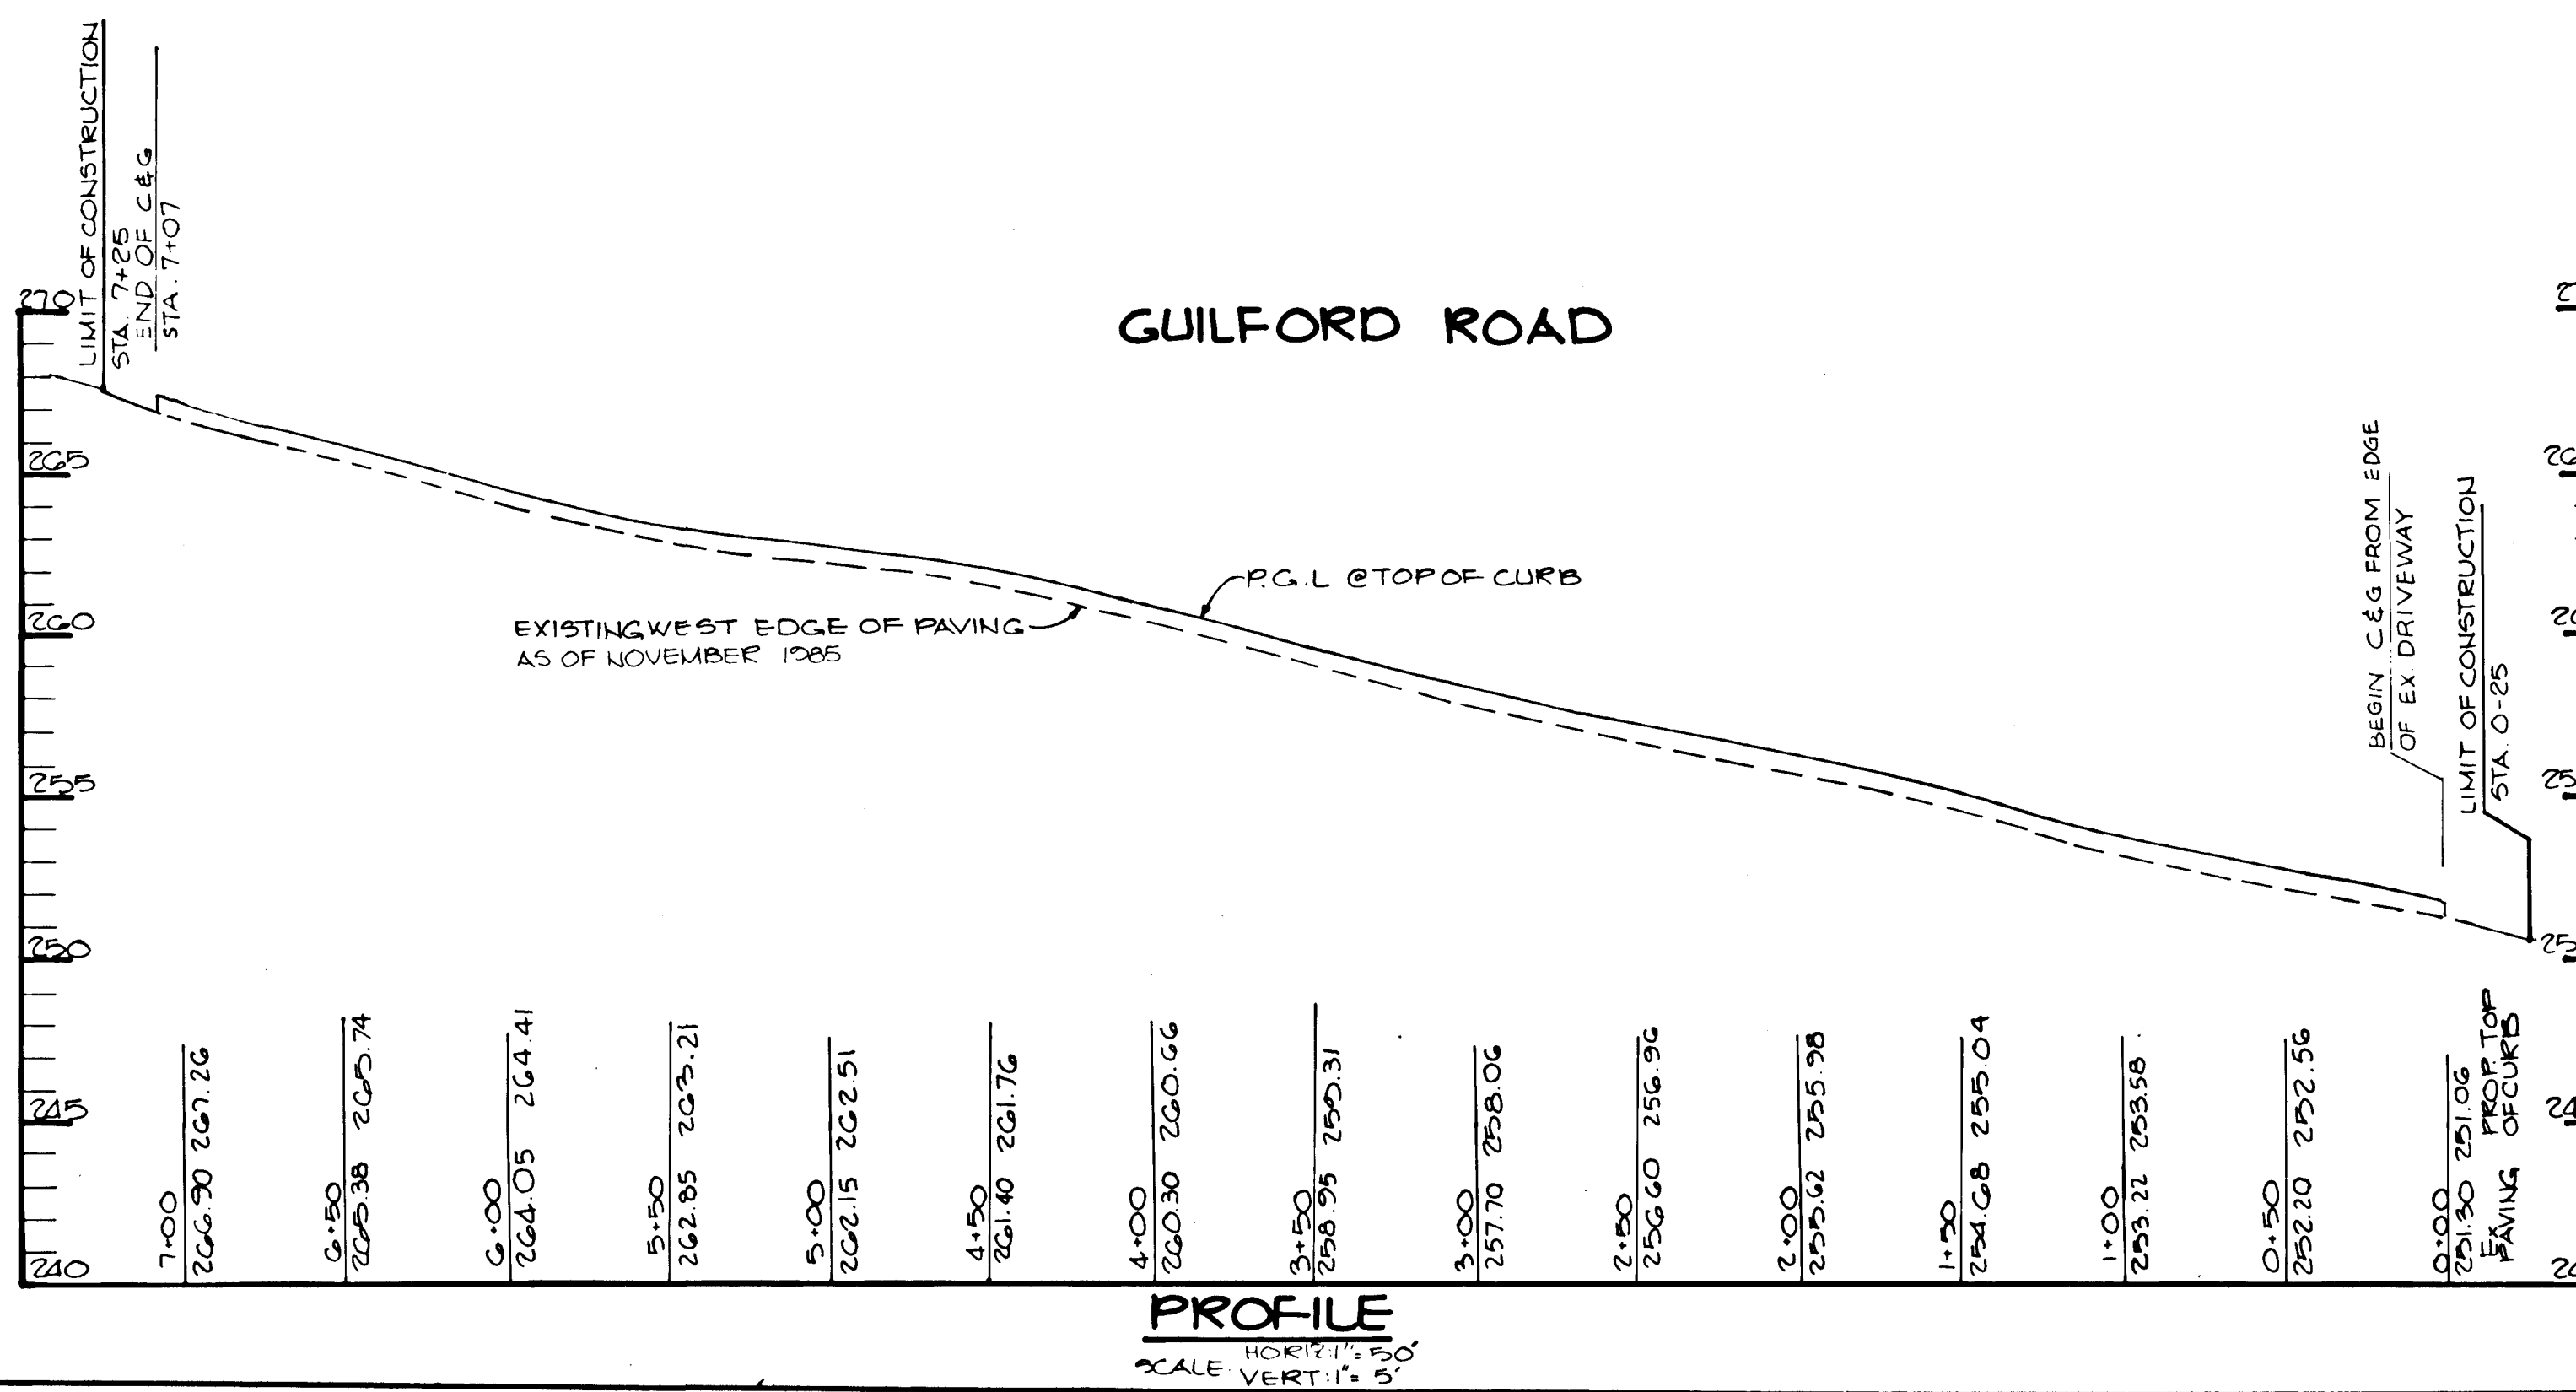 LIMIT OF CONSTRUCTION
STA. 7+25
END OF C&G
STA. 7+07
GUILFORD ROAD
270
265
260
255
250
245
240
P.G.L @ TOP OF CURB
EXISTING WEST EDGE OF PAVING
AS OF NOVEMBER 1985
BEGIN C&G FROM EDGE
OF EX. DRIVEWAY
LIMIT OF CONSTRUCTION
STA. 0-25
7+00
266.90 267.26
6+50
265.38 265.74
6+00
264.05 264.41
5+50
262.85 263.21
5+00
262.15 262.51
4+50
261.40 261.76
4+00
260.30 260.66
3+50
258.95 259.31
3+00
257.70 258.06
2+50
256.60 256.96
2+00
255.62 255.98
1+50
254.68 255.04
1+00
253.22 253.58
0+50
252.20 252.56
0+00
251.30 251.06
EX. PROP. TOP
PAVING OF CURB
PROFILE
SCALE: HORIZ: 1"= 50'
VERT: 1"= 5'